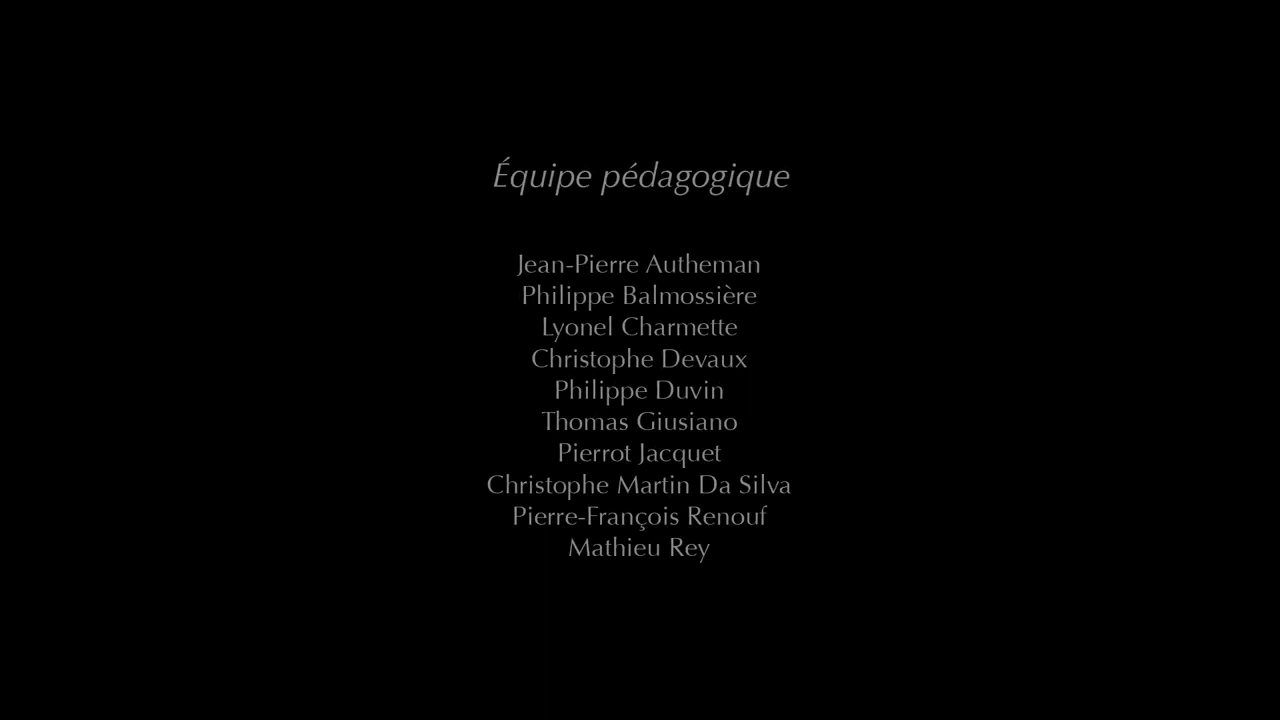 Équipe pédagogique
Jean-Pierre Autheman
Philippe Balmossière
Lyonel Charmette
Christophe Devaux
Philippe Duvin
Thomas Giusiano
Pierrot Jacquet
Christophe Martin Da Silva
Pierre-François Renouf
Mathieu Rey